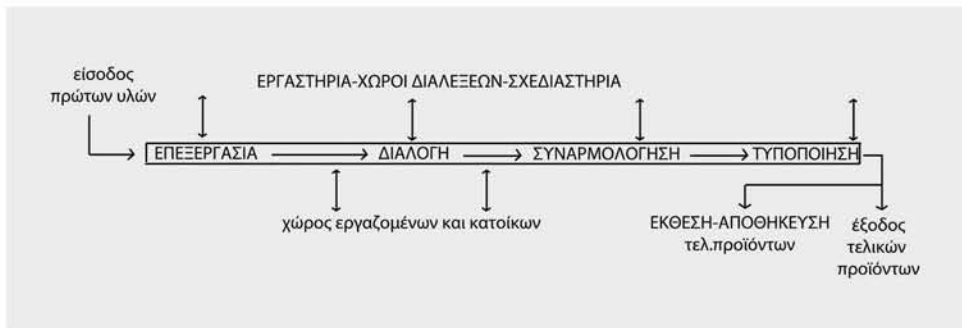 είσοδος
πρώτων υλών
ΕΡΓΑΣΤΗΡΙΑ-ΧΩΡΟΙ ΔΙΑΛΕΞΕΩΝ-ΣΧΕΔΙΑΣΤΗΡΙΑ
ΕΠΕΞΕΡΓΑΣΙΑ ΔΙΑΛΟΓΗ ΣΥΝΑΡΜΟΛΟΓΗΣΗ ΤΥΠΟΠΟΙΗΣΗ
χώρος εργαζομένων και κατοίκων
ΕΚΘΕΣΗ-ΑΠΟΘΗΚΕΥΣΗ
τελ.προϊόντων
έξοδος
τελικών
προϊόντων